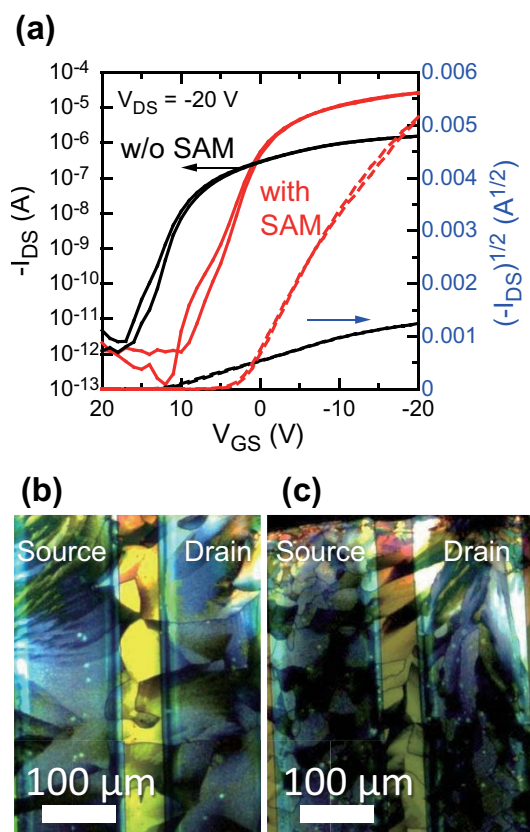 (a)
10^-4
10^-5
10^-6
10^-7
10^-8
10^-9
10^-10
10^-11
10^-12
10^-13
-I_DS (A)
V_DS = -20 V
w/o SAM
with
SAM
0.006
0.005
0.004
0.003
0.002
0.001
0
(-I_DS)^1/2 (A^1/2)
20
10
0
-10
-20
V_GS (V)
(b)
Source
Drain
100 μm
(c)
Source
Drain
100 μm